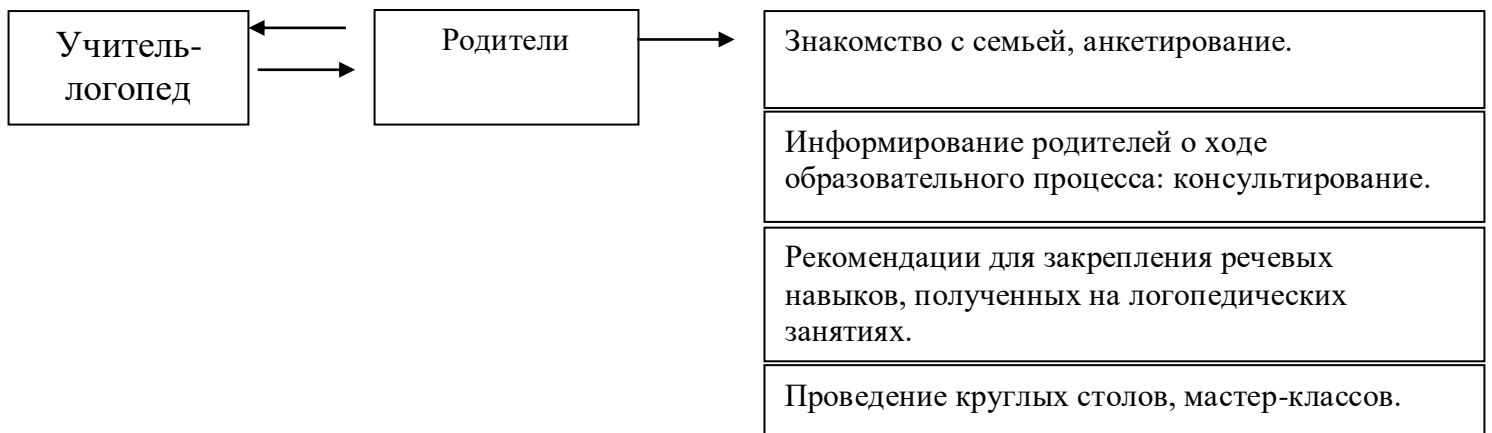 Учитель-
логопед
Родители
Знакомство с семьей, анкетирование.
Информирование родителей о ходе
образовательного процесса: консультирование.
Рекомендации для закрепления речевых
навыков, полученных на логопедических
занятиях.
Проведение круглых столов, мастер-классов.